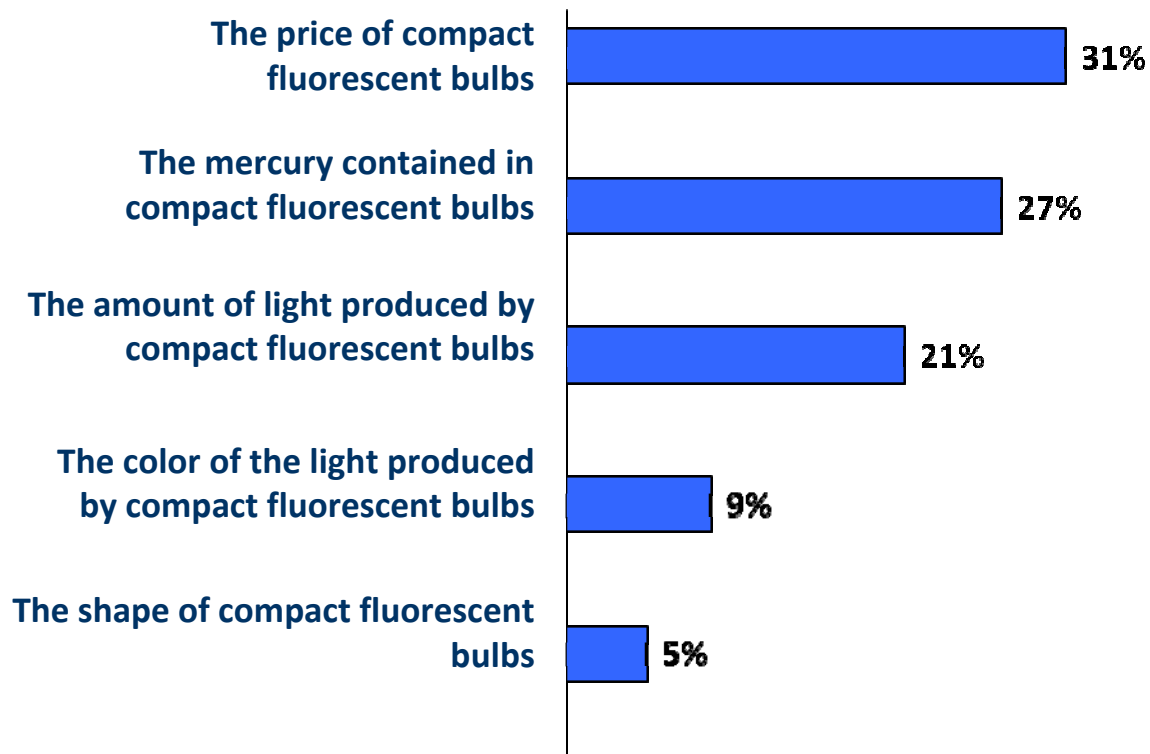 The price of compact
fluorescent bulbs
31%
The mercury contained in
compact fluorescent bulbs
27%
The amount of light produced by
compact fluorescent bulbs
21%
The color of the light produced
by compact fluorescent bulbs
9%
The shape of compact fluorescent
bulbs
5%